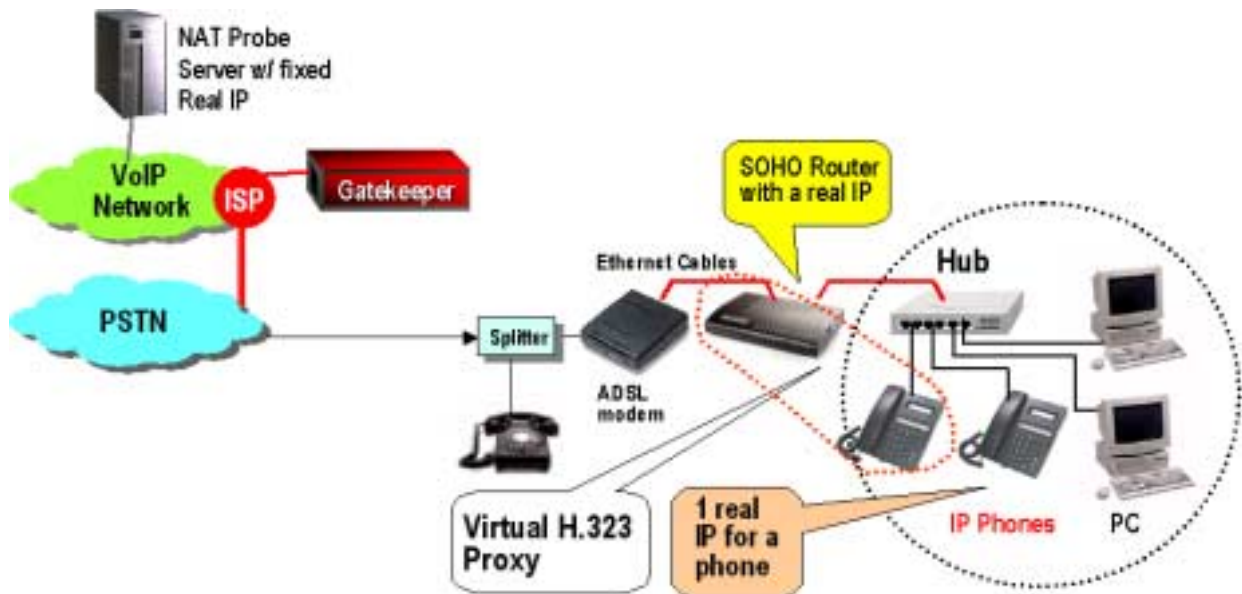 NAT Probe
Server w/ fixed
Real IP
VoIP
Network
ISP
Gatekeeper
SOHO Router
with a real IP
Ethernet Cables
Hub
PSTN
Splitter
ADSL
modem
Virtual H.323
Proxy
1 real
IP for a
phone
IP Phones
PC